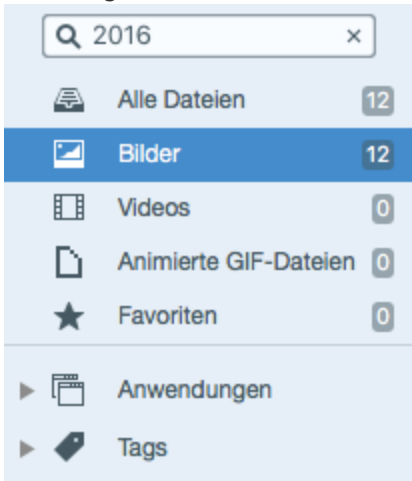 2016
Alle Dateien 12
Bilder 12
Videos 0
Animierte GIF-Dateien 0
Favoriten 0
Anwendungen
Tags